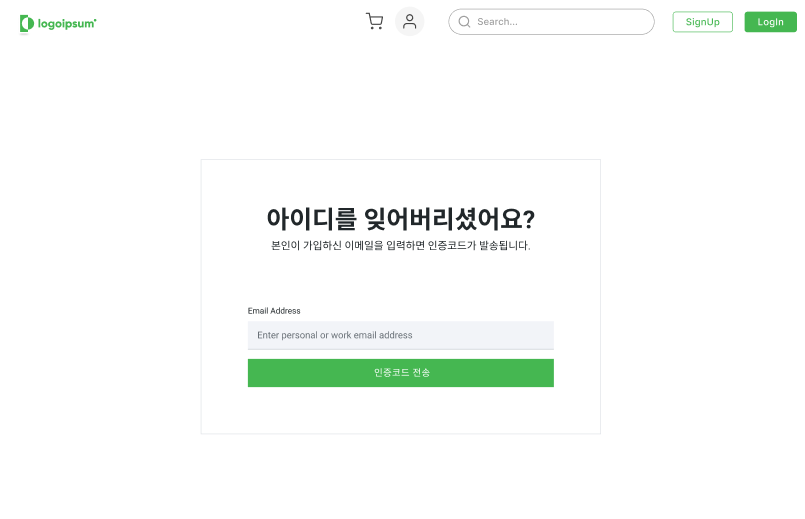 logoipsum
Search...
SignUp
LogIn
아이디를 잊어버리셨어요?
본인이 가입하신 이메일을 입력하면 인증코드가 발송됩니다.
Email Address
Enter personal or work email address
인증코드 전송